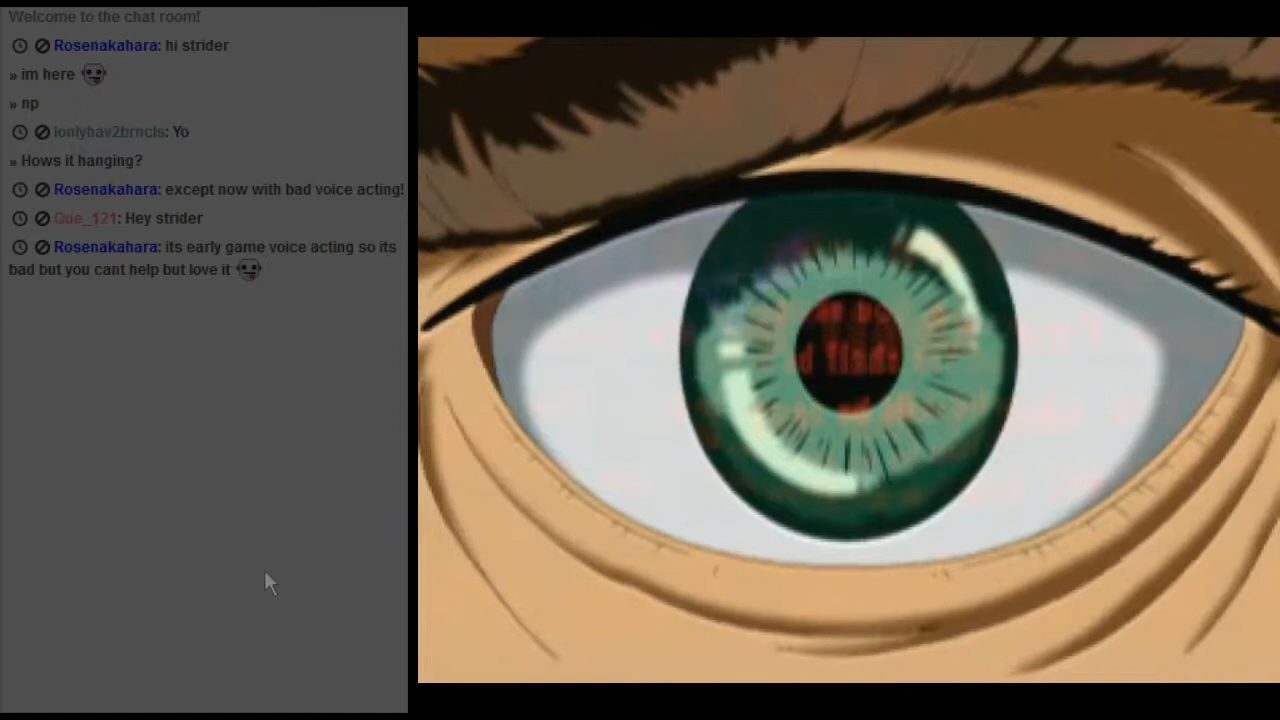 Welcome to the chat room!
Rosenakahara: hi strider
» im here
» np
lonlyhav2brncls: Yo
» Hows it hanging?
Rosenakahara: except now with bad voice acting!
Que_121: Hey strider
Rosenakahara: its early game voice acting so its
bad but you cant help but love it